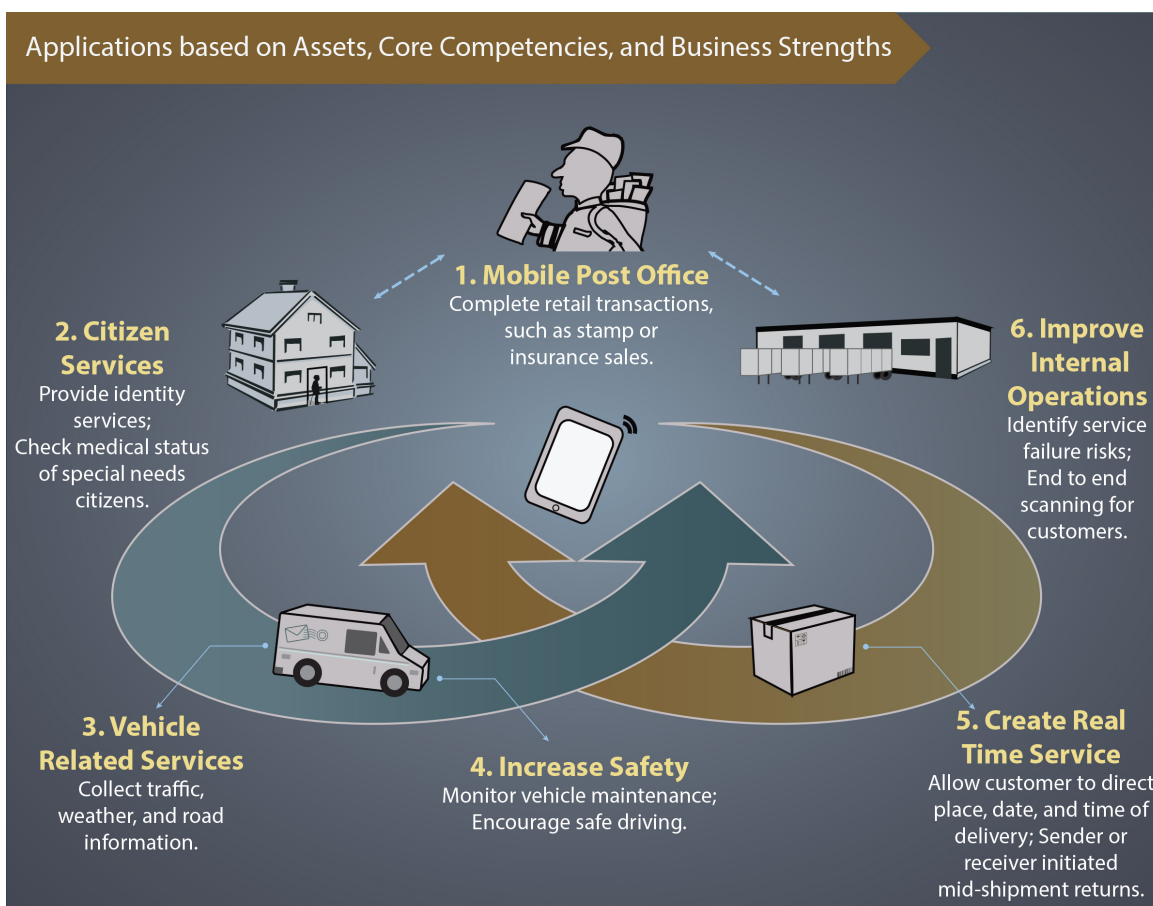 Applications based on Assets, Core Competencies, and Business Strengths
1. Mobile Post Office
Complete retail transactions,
such as stamp or
insurance sales.
2. Citizen
Services
Provide identity
services;
Check medical status
of special needs
citizens.
3. Vehicle
Related Services
Collect traffic,
weather, and road
information.
4. Increase Safety
Monitor vehicle maintenance;
Encourage safe driving.
5. Create Real
Time Service
Allow customer to direct
place, date, and time of
delivery; Sender or
receiver initiated
mid-shipment returns.
6. Improve
Internal
Operations
Identify service
failure risks;
End to end
scanning for
customers.